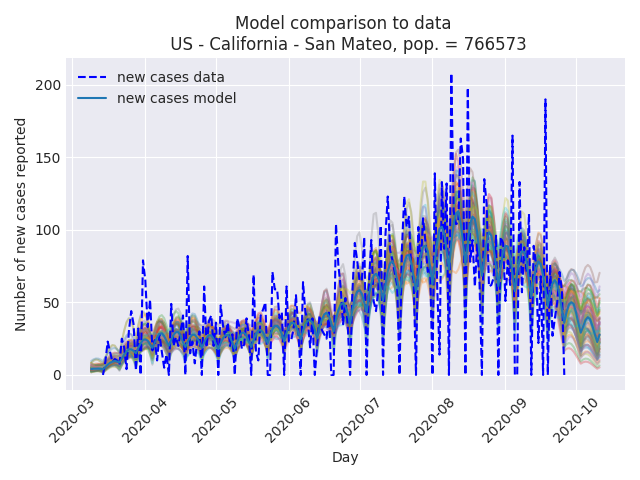 Model comparison to data
US - California - San Mateo, pop. = 766573
new cases data
new cases model
200
150
100
50
0
Number of new cases reported
2020-03
2020-04
2020-05
2020-06
2020-07
2020-08
2020-09
2020-10
Day